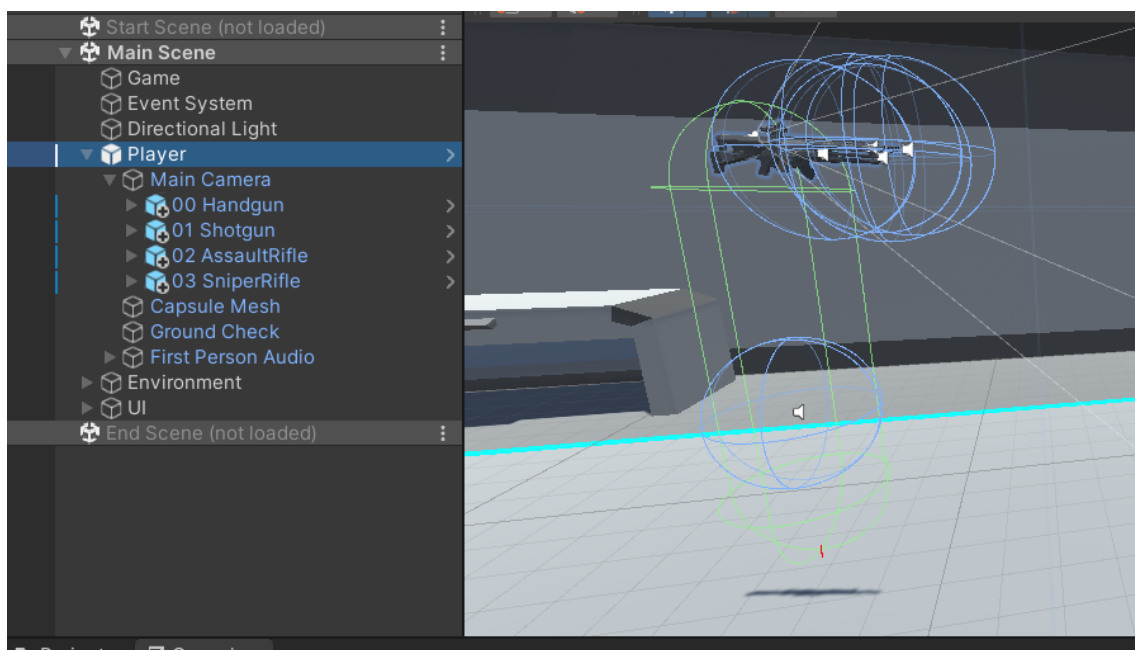 Start Scene (not loaded)
Main Scene
Game
Event System
Directional Light
Player
Main Camera
00 Handgun
01 Shotgun
02 AssaultRifle
03 SniperRifle
Capsule Mesh
Ground Check
First Person Audio
Environment
UI
End Scene (not loaded)